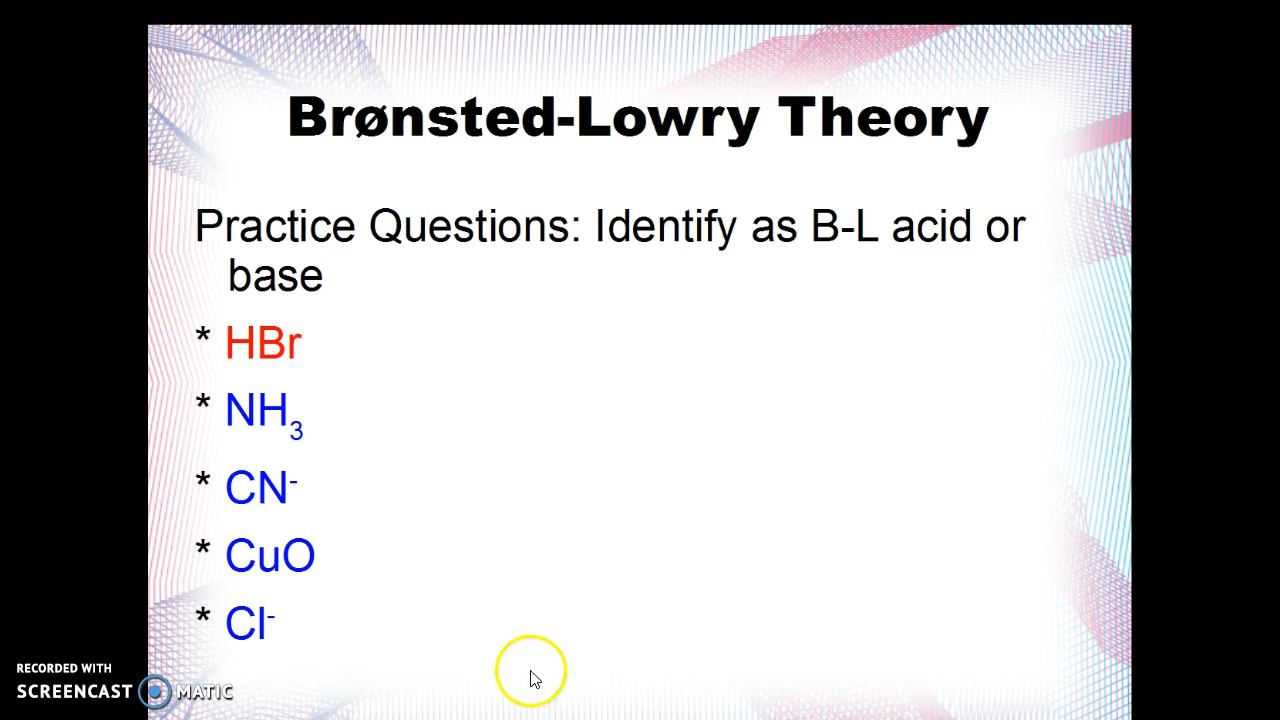 Brønsted-Lowry Theory
Practice Questions: Identify as B-L acid or
base
* HBr
* NH₃
* CN⁻
* CuO
* Cl⁻
RECORDED WITH
SCREENCAST MATIC